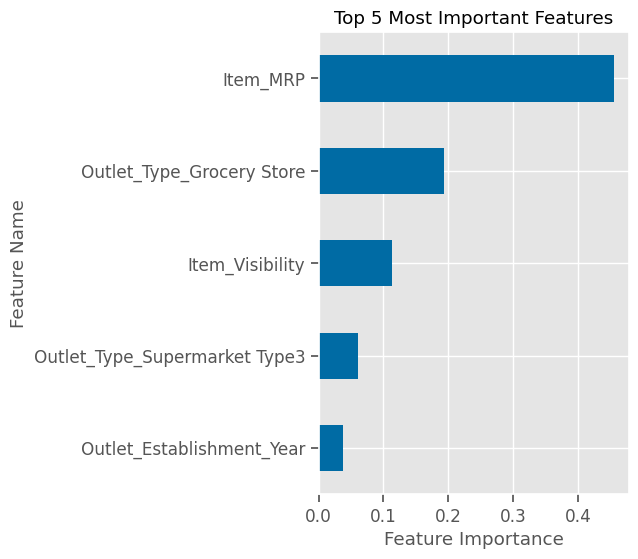 Top 5 Most Important Features
Item_MRP
Outlet_Type_Grocery Store
Item_Visibility
Outlet_Type_Supermarket Type3
Outlet_Establishment_Year
Feature Name
0.0 0.1 0.2 0.3 0.4
Feature Importance